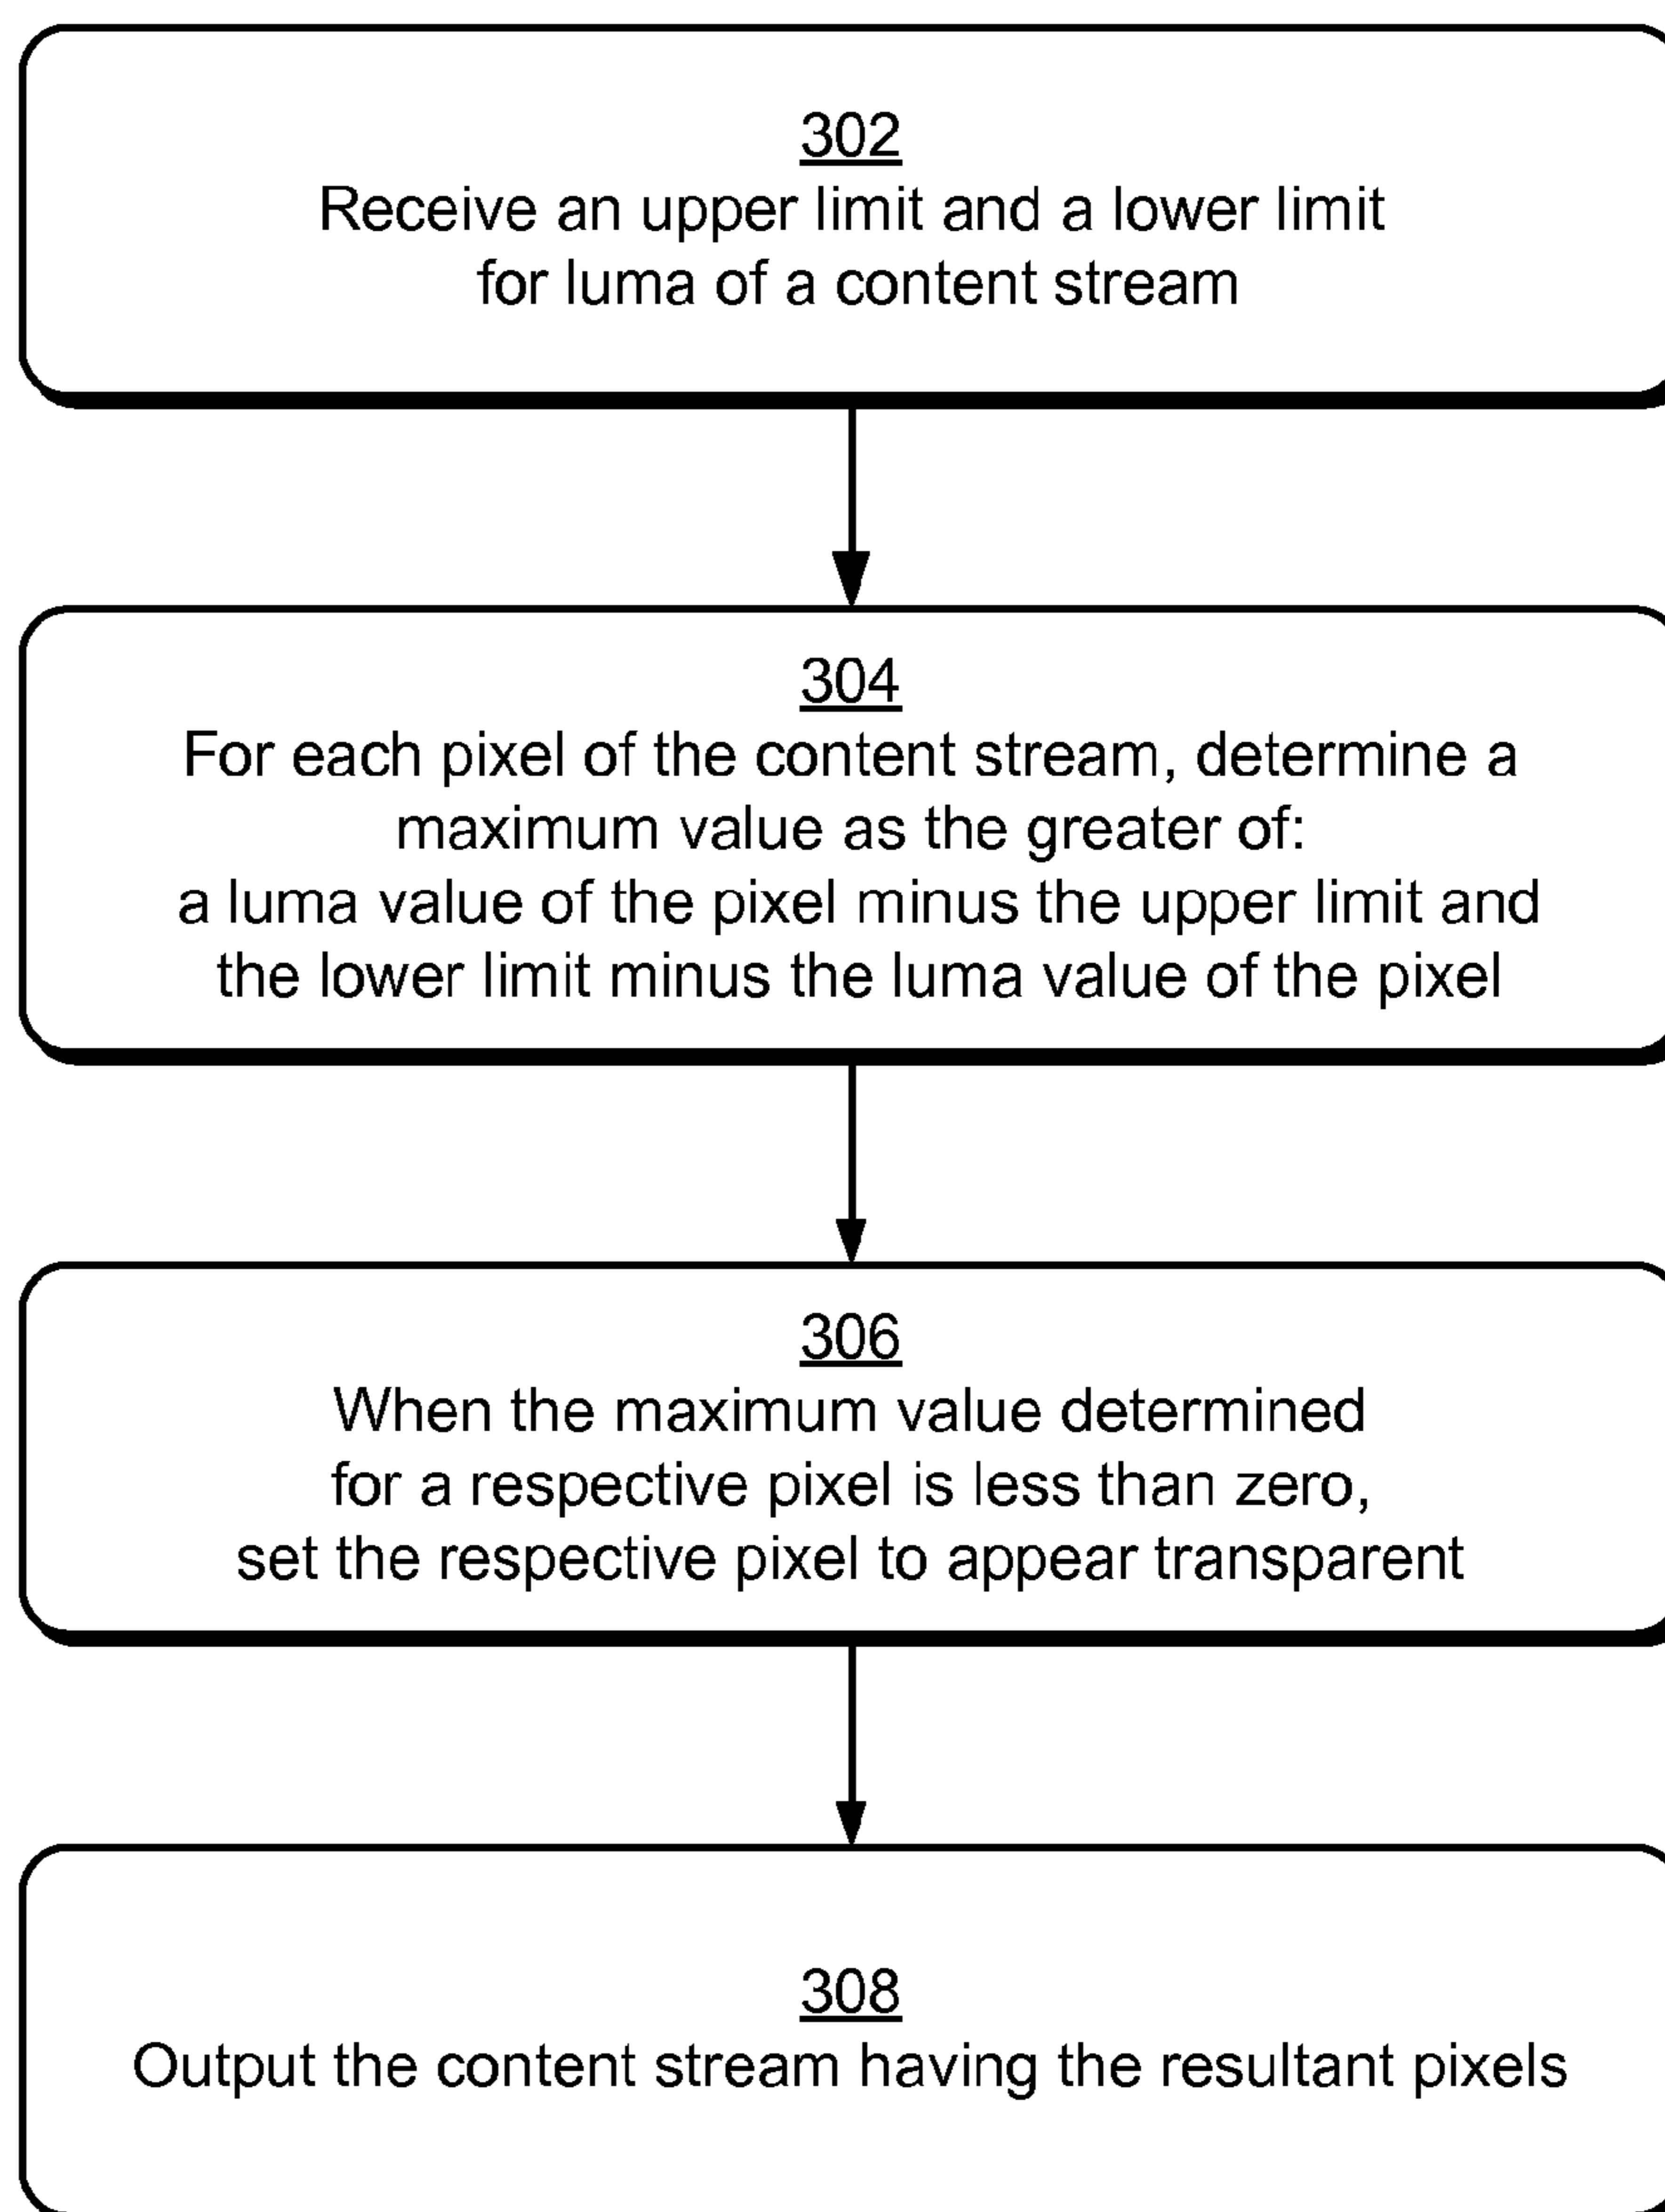 302
Receive an upper limit and a lower limit
for luma of a content stream
304
For each pixel of the content stream, determine a
maximum value as the greater of:
a luma value of the pixel minus the upper limit and
the lower limit minus the luma value of the pixel
306
When the maximum value determined
for a respective pixel is less than zero,
set the respective pixel to appear transparent
308
Output the content stream having the resultant pixels